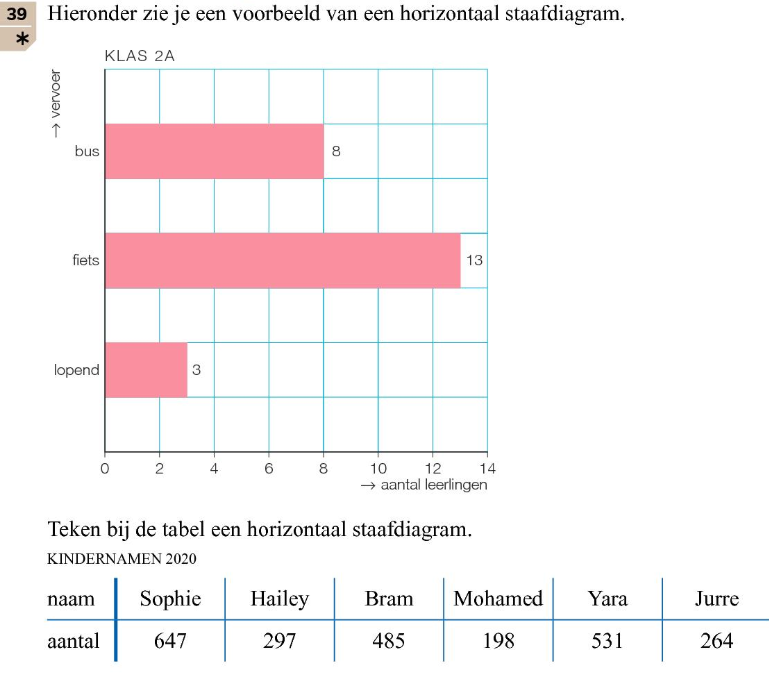 39 Hieronder zie je een voorbeeld van een horizontaal staafdiagram.
*
KLAS 2A
→ vervoer
bus 8
fiets 13
lopend 3
0 2 4 6 8 10 12 14
→ aantal leerlingen
Teken bij de tabel een horizontaal staafdiagram.
KINDERNAMEN 2020
naam Sophie Hailey Bram Mohamed Yara Jurre
aantal 647 297 485 198 531 264